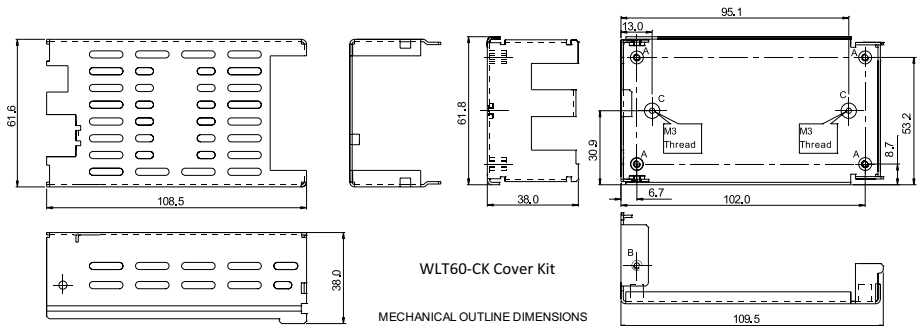 61.6
108.5
38.0
61.8
38.0
95.1
13.0
A
A
C
C
M3
Thread
M3
Thread
A
A
30.9
53.2
8.7
6.7
102.0
B
109.5
WLT60-CK Cover Kit
MECHANICAL OUTLINE DIMENSIONS